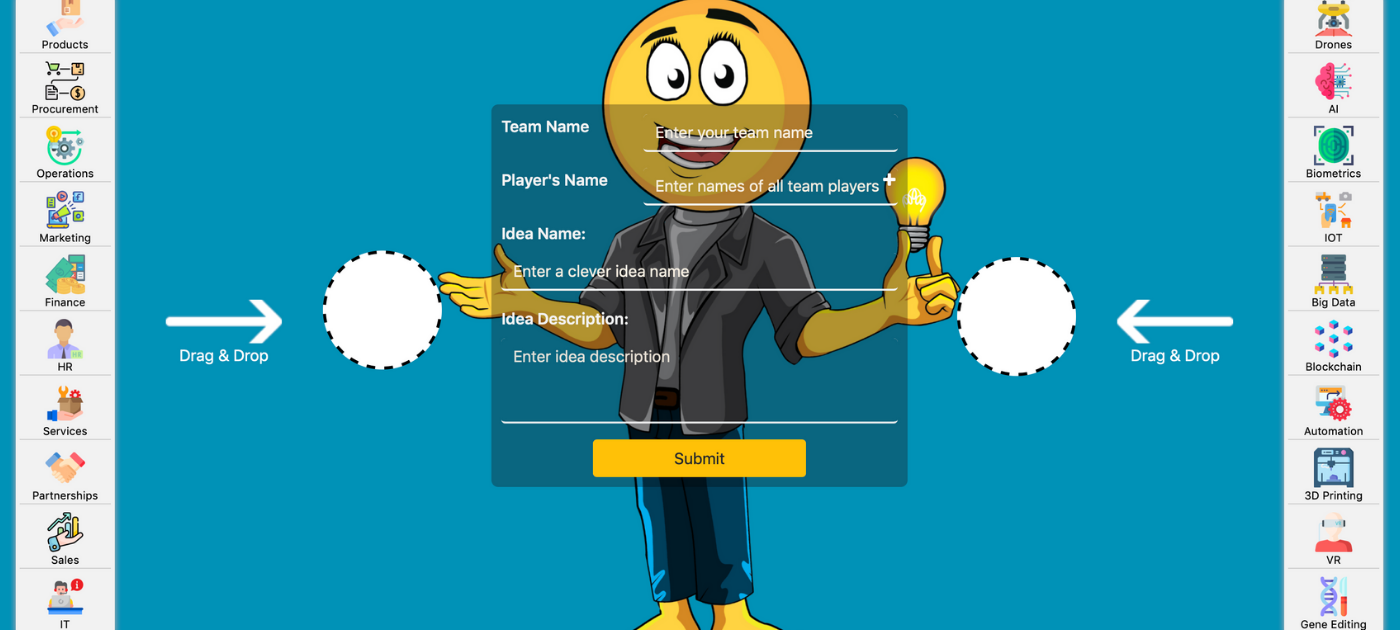 Products
Procurement
Operations
Marketing
Finance
HR
Services
Partnerships
Sales
IT
Drag & Drop
Team Name
Enter your team name
Player's Name
Enter names of all team players
Idea Name:
Enter a clever idea name
Idea Description:
Enter idea description
Submit
Drag & Drop
Drones
AI
Biometrics
IOT
Big Data
Blockchain
Automation
3D Printing
VR
Gene Editing